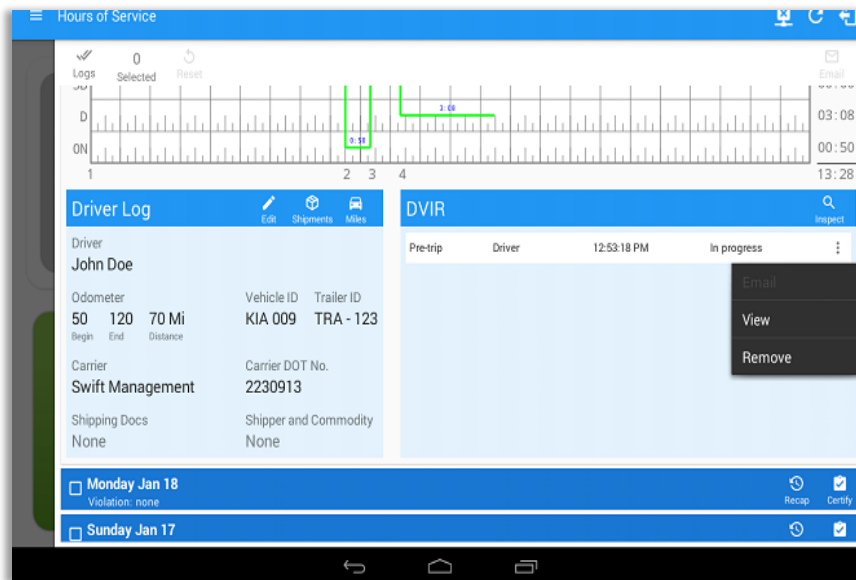 Hours of Service
Logs
0
Selected
Reset
Email
1:00
D
03:08
0:50
ON
00:50
1 2 3 4
13:28
Driver Log
Edit Shipments Miles
DVIR
Inspect
Driver
John Doe
Pre-trip Driver 12:53:18 PM In progress
Email
View
Remove
Odometer
50 120 70 Mi
Begin End Distance
Vehicle ID Trailer ID
KIA 009 TRA - 123
Carrier
Swift Management
Carrier DOT No.
2230913
Shipping Docs
None
Shipper and Commodity
None
Monday Jan 18
Violation: none
Recap Certify
Sunday Jan 17